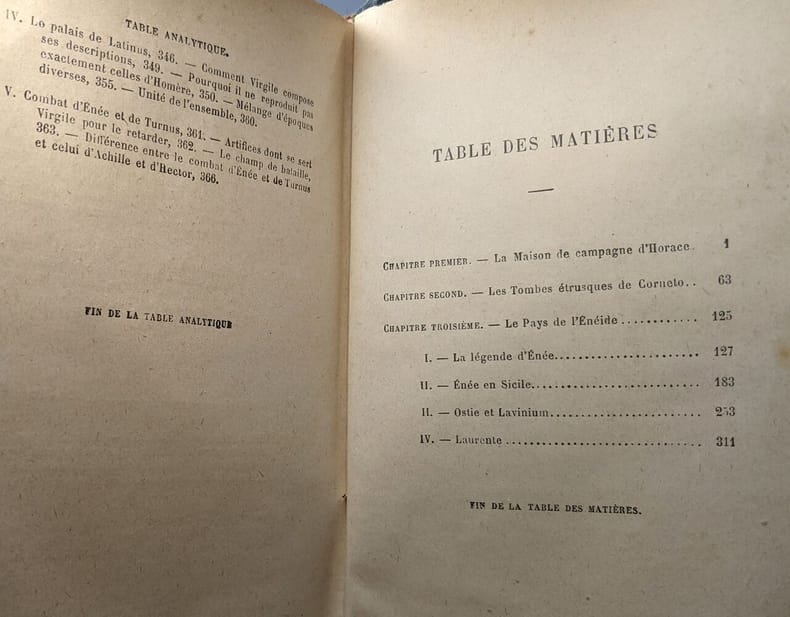 TABLE ANALYTIQUE.
IV. Le palais de Latinus, 346. — Comment Virgile compose
ses descriptions, 349. — Pourquoi il ne reproduit pas
exactement celles d'Homère, 350. — Mélange d'époques
diverses, 355. — Unité de l'ensemble, 360.
V. Combat d'Énée et de Turnus, 361. — Artifices dont se sert
Virgile pour le retarder, 362. — Le champ de bataille,
363. — Différence entre le combat d'Énée et de Turnus
et celui d'Achille et d'Hector, 366.
FIN DE LA TABLE ANALYTIQUE
TABLE DES MATIÈRES
CHAPITRE PREMIER. — La Maison de campagne d'Horace. 1
CHAPITRE SECOND. — Les Tombes étrusques de Corneto.. 63
CHAPITRE TROISIÈME. — Le Pays de l'Énéide ............ 125
I. — La légende d'Énée....................... 127
II. — Énée en Sicile.......................... 183
II. — Ostie et Lavinium....................... 253
IV. — Laurente .............................. 311
FIN DE LA TABLE DES MATIÈRES.